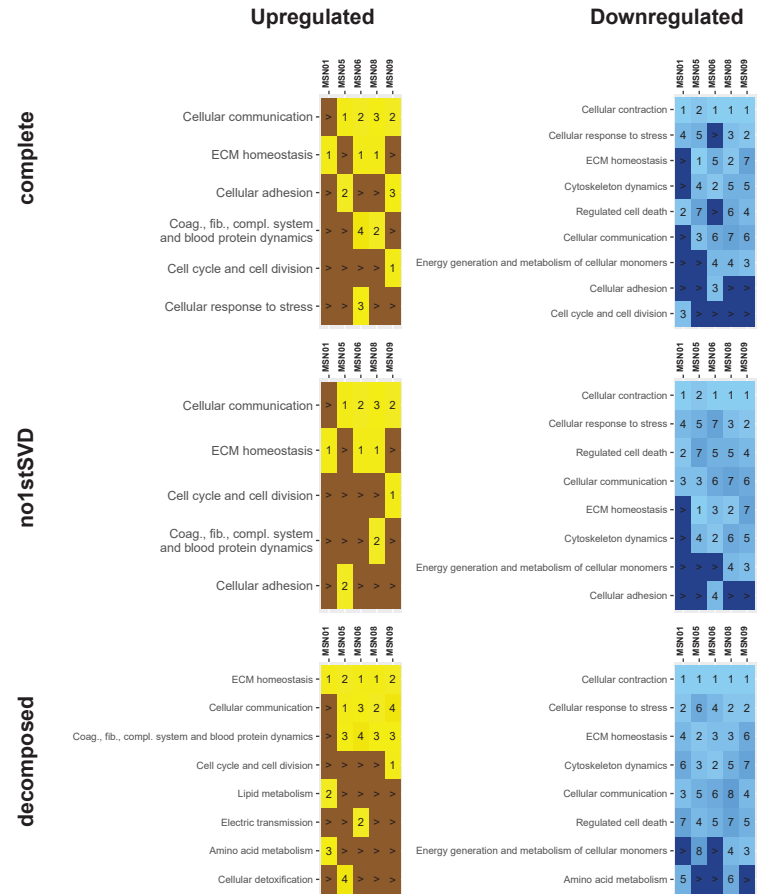 Upregulated
Downregulated
complete
MSN01 MSN05 MSN06 MSN08 MSN09
Cellular communication > 1 2 3 2
ECM homeostasis 1 > 1 1 >
Cellular adhesion > 2 > > 3
Coag., fib., compl. system
and blood protein dynamics > > 4 2 >
Cell cycle and cell division > > > > 1
Cellular response to stress > > 3 > >
MSN01 MSN05 MSN06 MSN08 MSN09
Cellular contraction 1 2 1 1 1
Cellular response to stress 4 5 > 3 2
ECM homeostasis > 1 5 2 7
Cytoskeleton dynamics > 4 2 5 5
Regulated cell death 2 7 > 6 4
Cellular communication > 3 6 7 6
Energy generation and metabolism of cellular monomers > > 4 4 3
Cellular adhesion > > 3 > >
Cell cycle and cell division 3 > > > >
no1stSVD
MSN01 MSN05 MSN06 MSN08 MSN09
Cellular communication > 1 2 3 2
ECM homeostasis 1 > 1 1 >
Cell cycle and cell division > > > > 1
Coag., fib., compl. system
and blood protein dynamics > > > 2 >
Cellular adhesion > 2 > > >
MSN01 MSN05 MSN06 MSN08 MSN09
Cellular contraction 1 2 1 1 1
Cellular response to stress 4 5 7 3 2
Regulated cell death 2 7 5 5 4
Cellular communication 3 3 6 7 6
ECM homeostasis > 1 3 2 7
Cytoskeleton dynamics > 4 2 6 5
Energy generation and metabolism of cellular monomers > > > 4 3
Cellular adhesion > > 4 > >
decomposed
MSN01 MSN05 MSN06 MSN08 MSN09
ECM homeostasis 1 2 1 1 2
Cellular communication > 1 3 2 4
Coag., fib., compl. system and blood protein dynamics > 3 4 3 3
Cell cycle and cell division > > > > 1
Lipid metabolism 2 > > > >
Electric transmission > > 2 > >
Amino acid metabolism 3 > > > >
Cellular detoxification > 4 > > >
MSN01 MSN05 MSN06 MSN08 MSN09
Cellular contraction 1 1 1 1 1
Cellular response to stress 2 6 4 2 2
ECM homeostasis 4 2 3 3 6
Cytoskeleton dynamics 6 3 2 5 7
Cellular communication 3 5 6 8 4
Regulated cell death 7 4 5 7 5
Energy generation and metabolism of cellular monomers > 8 > 4 3
Amino acid metabolism 5 > > 6 >